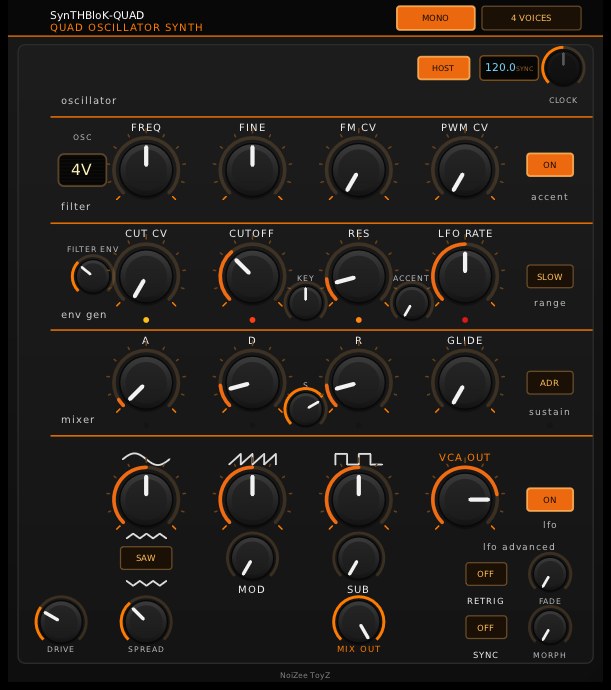 SynTHBloK-QUAD
QUAD OSCILLATOR SYNTH
MONO
4 VOICES
HOST
120.0 SYNC
CLOCK
oscillator
OSC
4V
FREQ
FINE
FM CV
PWM CV
ON
accent
filter
FILTER ENV
CUT CV
CUTOFF
KEY
RES
ACCENT
LFO RATE
SLOW
range
env gen
A
D
S
R
GLIDE
ADR
sustain
mixer
VCA OUT
ON
lfo
SAW
MOD
SUB
lfo advanced
OFF
RETRIG
FADE
OFF
SYNC
MORPH
DRIVE
SPREAD
MIX OUT
NoiZee ToyZ